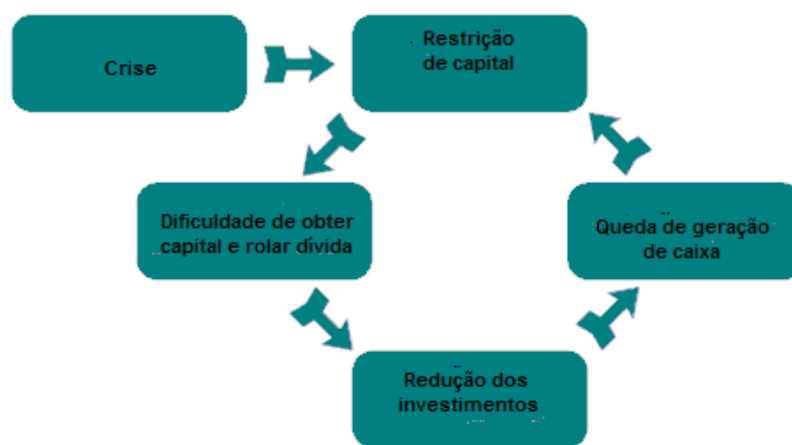 Crise
Restrição
de capital
Dificuldade de obter
capital e rolar dívida
Queda de geração
de caixa
Redução dos
investimentos